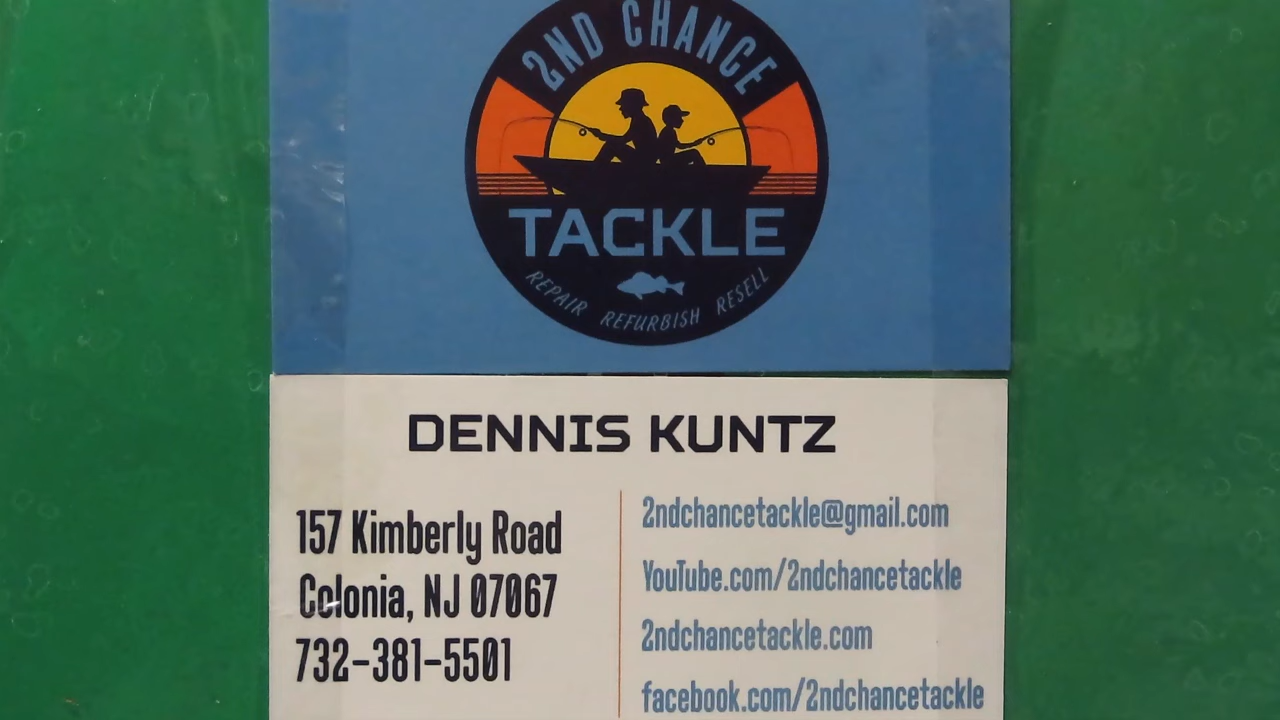 2ND CHANCE
TACKLE
REPAIR REFURBISH RESELL
DENNIS KUNTZ
157 Kimberly Road
Colonia, NJ 07067
732-381-5501
2ndchancetackle@gmail.com
YouTube.com/2ndchancetackle
2ndchancetackle.com
facebook.com/2ndchancetackle